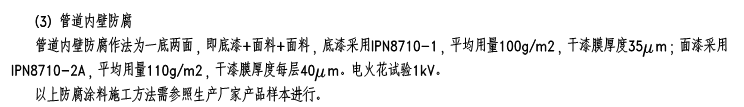 (3) 管道内壁防腐
管道内壁防腐作法为一底两面，即底漆+面料+面料，底漆采用IPN8710-1，平均用量100g/m2，干漆膜厚度35μm；面漆采用
IPN8710-2A，平均用量110g/m2，干漆膜厚度每层40μm。电火花试验1kV。
以上防腐涂料施工方法需参照生产厂家产品样本进行。